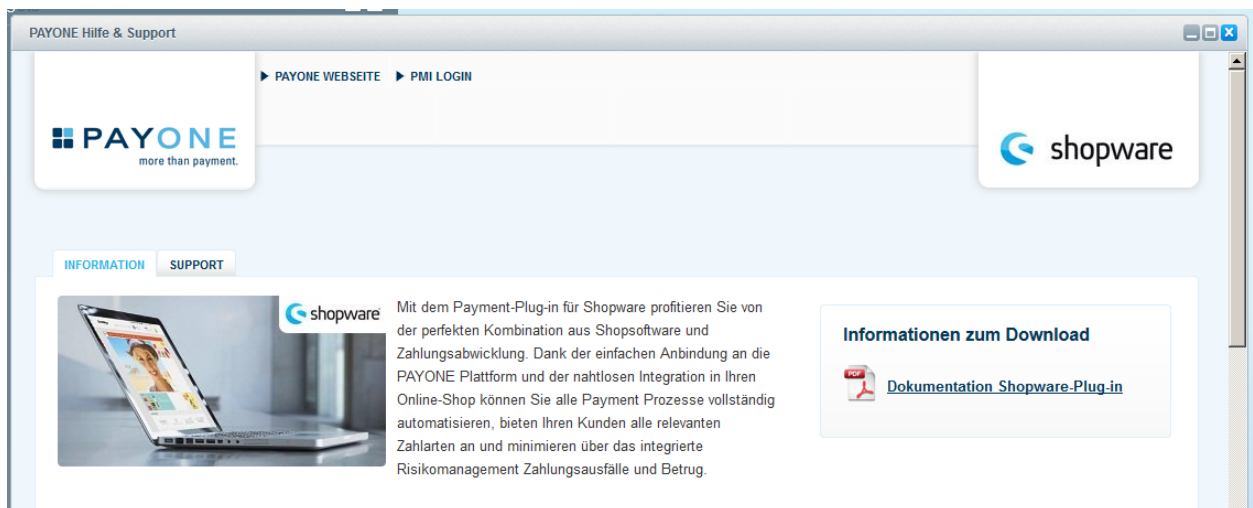 PAYONE Hilfe & Support
PAYONE WEBSEITE PMI LOGIN
PAYONE
more than payment.
shopware
INFORMATION SUPPORT
shopware
Mit dem Payment-Plug-in für Shopware profitieren Sie von
der perfekten Kombination aus Shopsoftware und
Zahlungsabwicklung. Dank der einfachen Anbindung an die
PAYONE Plattform und der nahtlosen Integration in Ihren
Online-Shop können Sie alle Payment Prozesse vollständig
automatisieren, bieten Ihren Kunden alle relevanten
Zahlarten an und minimieren über das integrierte
Risikomanagement Zahlungsausfälle und Betrug.
Informationen zum Download
PDF
Dokumentation Shopware-Plug-in